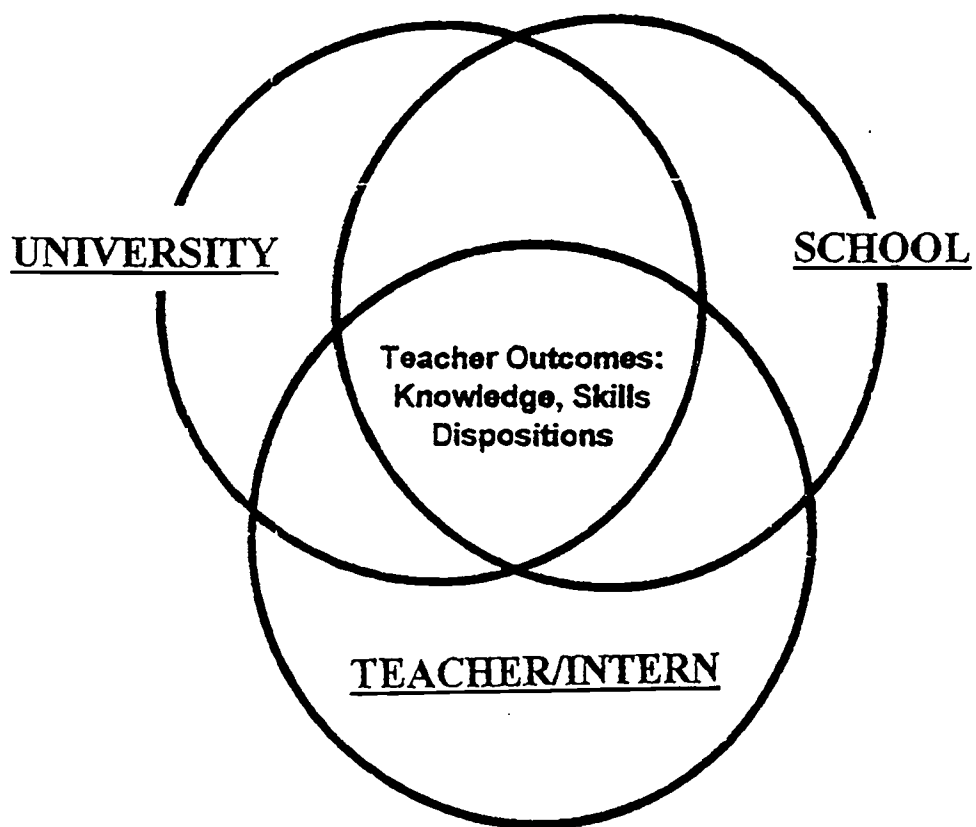 UNIVERSITY
SCHOOL
Teacher Outcomes:
Knowledge, Skills
Dispositions
TEACHER/INTERN